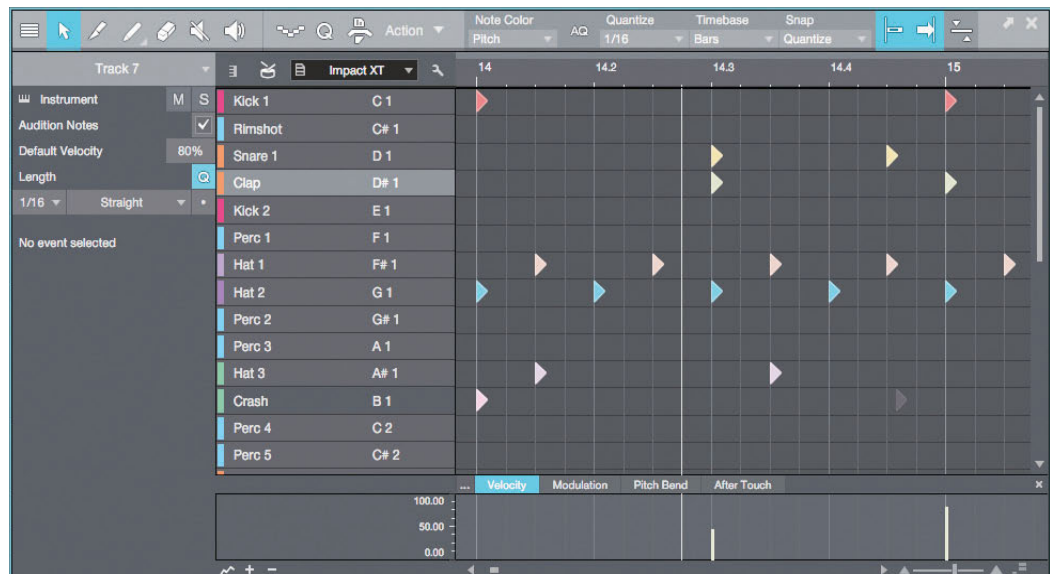 Note Color Quantize Timebase Snap
Action Pitch AQ 1/16 Bars Quantize
Track 7 Impact XT 14 14.2 14.3 14.4 15
Instrument M S Kick 1 C 1
Audition Notes Rimshot C# 1
Default Velocity 80% Snare 1 D 1
Length Q Clap D# 1
1/16 Straight Kick 2 E 1
No event selected Perc 1 F 1
Hat 1 F# 1
Hat 2 G 1
Perc 2 G# 1
Perc 3 A 1
Hat 3 A# 1
Crash B 1
Perc 4 C 2
Perc 5 C# 2
... Velocity Modulation Pitch Bend After Touch
100.00
50.00
0.00